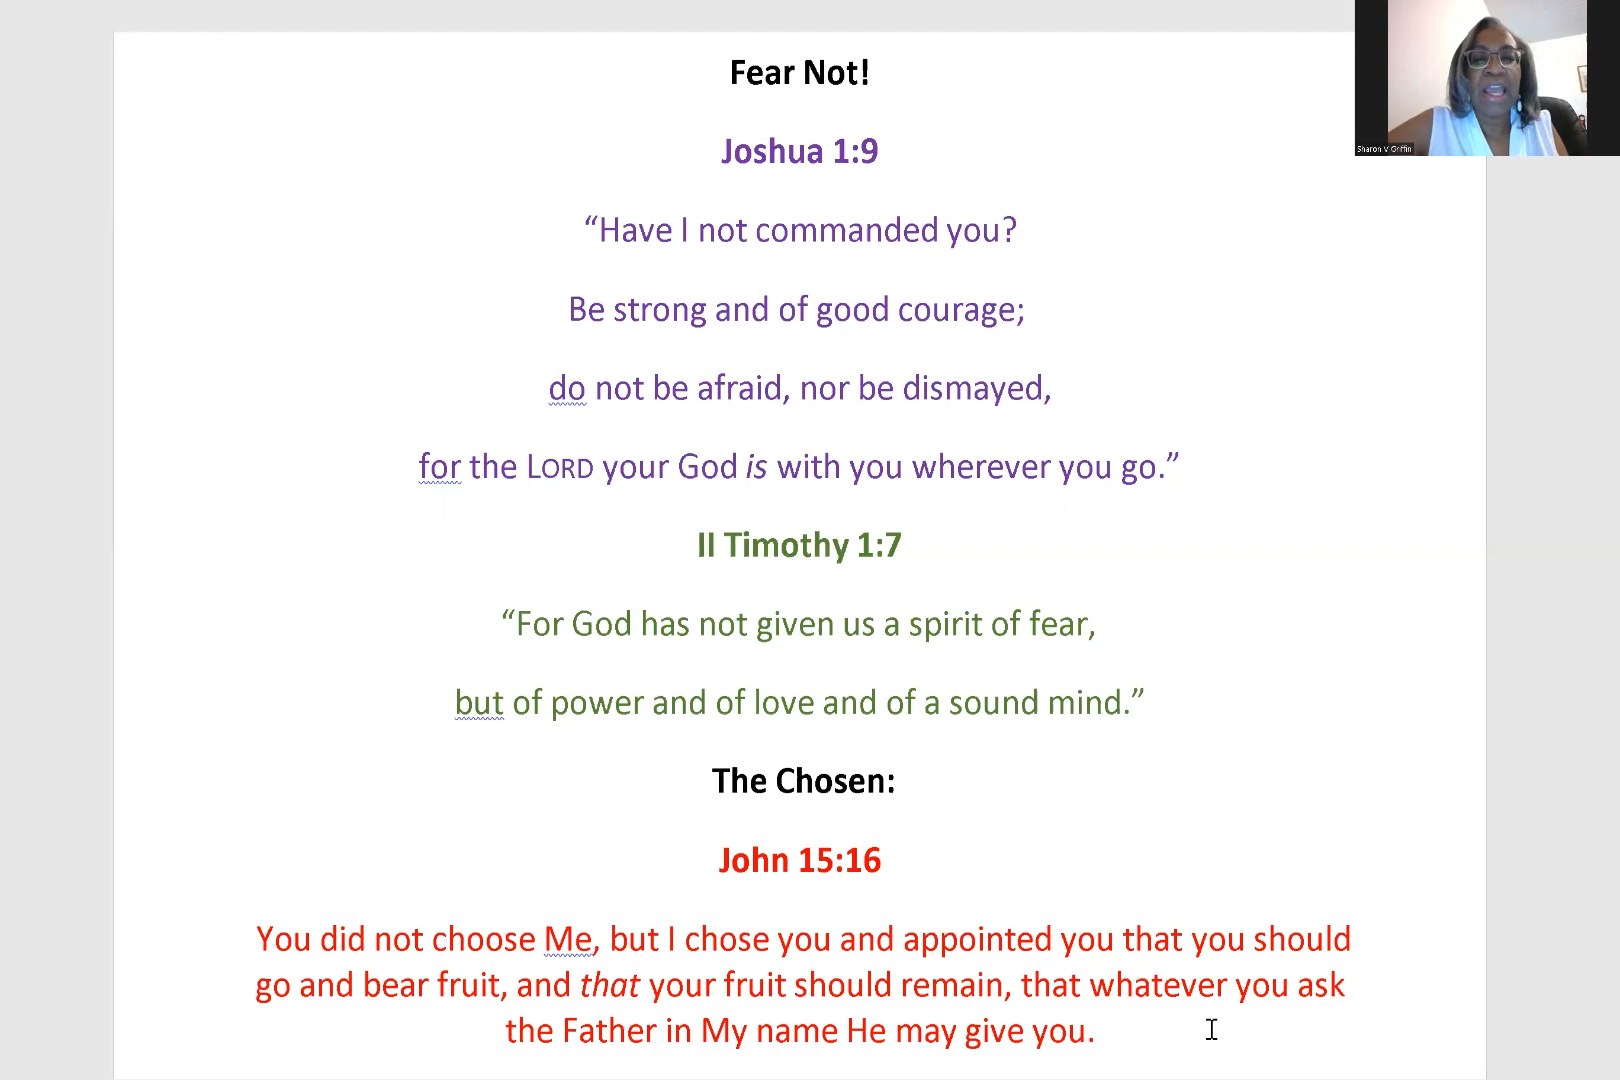 Fear Not!
Sharon V Griffin
Joshua 1:9
“Have I not commanded you?
Be strong and of good courage;
do not be afraid, nor be dismayed,
for the LORD your God is with you wherever you go.”
II Timothy 1:7
“For God has not given us a spirit of fear,
but of power and of love and of a sound mind.”
The Chosen:
John 15:16
You did not choose Me, but I chose you and appointed you that you should
go and bear fruit, and that your fruit should remain, that whatever you ask
the Father in My name He may give you.